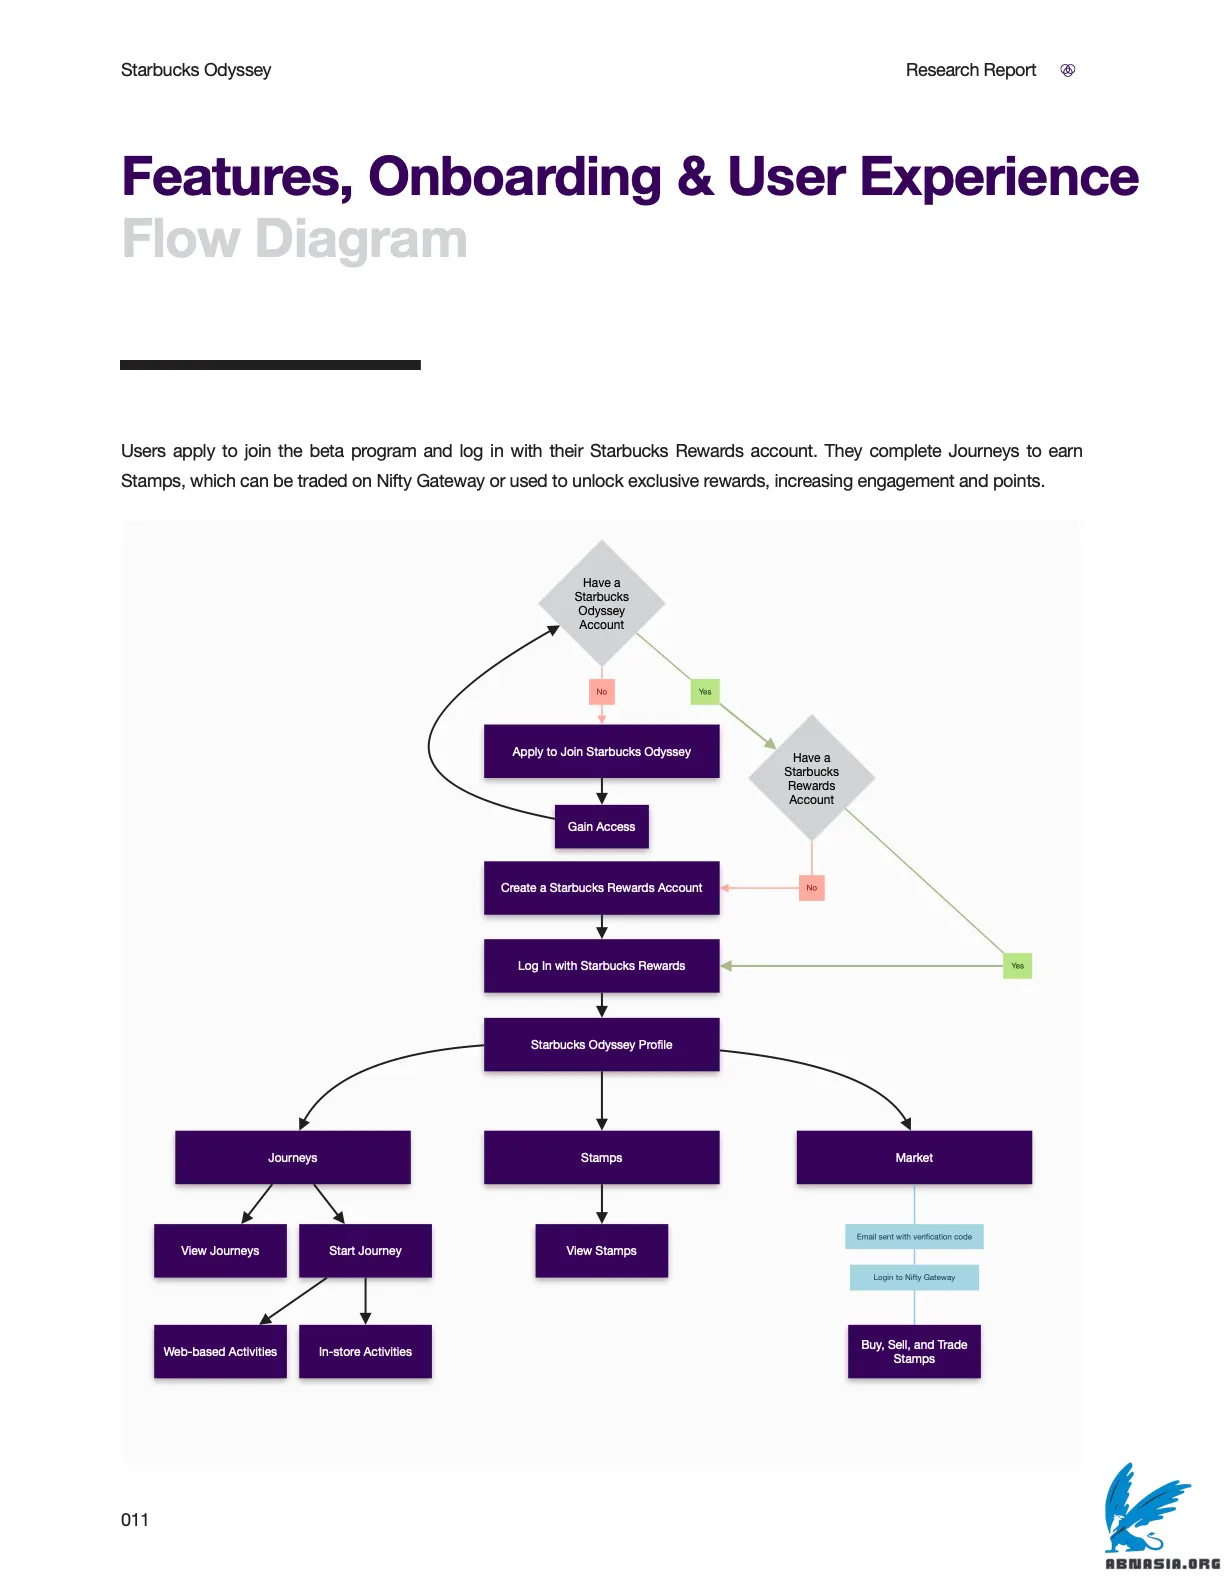 Starbucks Odyssey
Research Report
Features, Onboarding & User Experience
Flow Diagram
Users apply to join the beta program and log in with their Starbucks Rewards account. They complete Journeys to earn
Stamps, which can be traded on Nifty Gateway or used to unlock exclusive rewards, increasing engagement and points.
Have a
Starbucks
Odyssey
Account
No
Yes
Apply to Join Starbucks Odyssey
Have a
Starbucks
Rewards
Account
Gain Access
Create a Starbucks Rewards Account
No
Log In with Starbucks Rewards
Yes
Starbucks Odyssey Profile
Journeys
Stamps
Market
Email sent with verification code
View Journeys
Start Journey
View Stamps
Login to Nifty Gateway
Web-based Activities
In-store Activities
Buy, Sell, and Trade
Stamps
011
ABNASIA.ORG